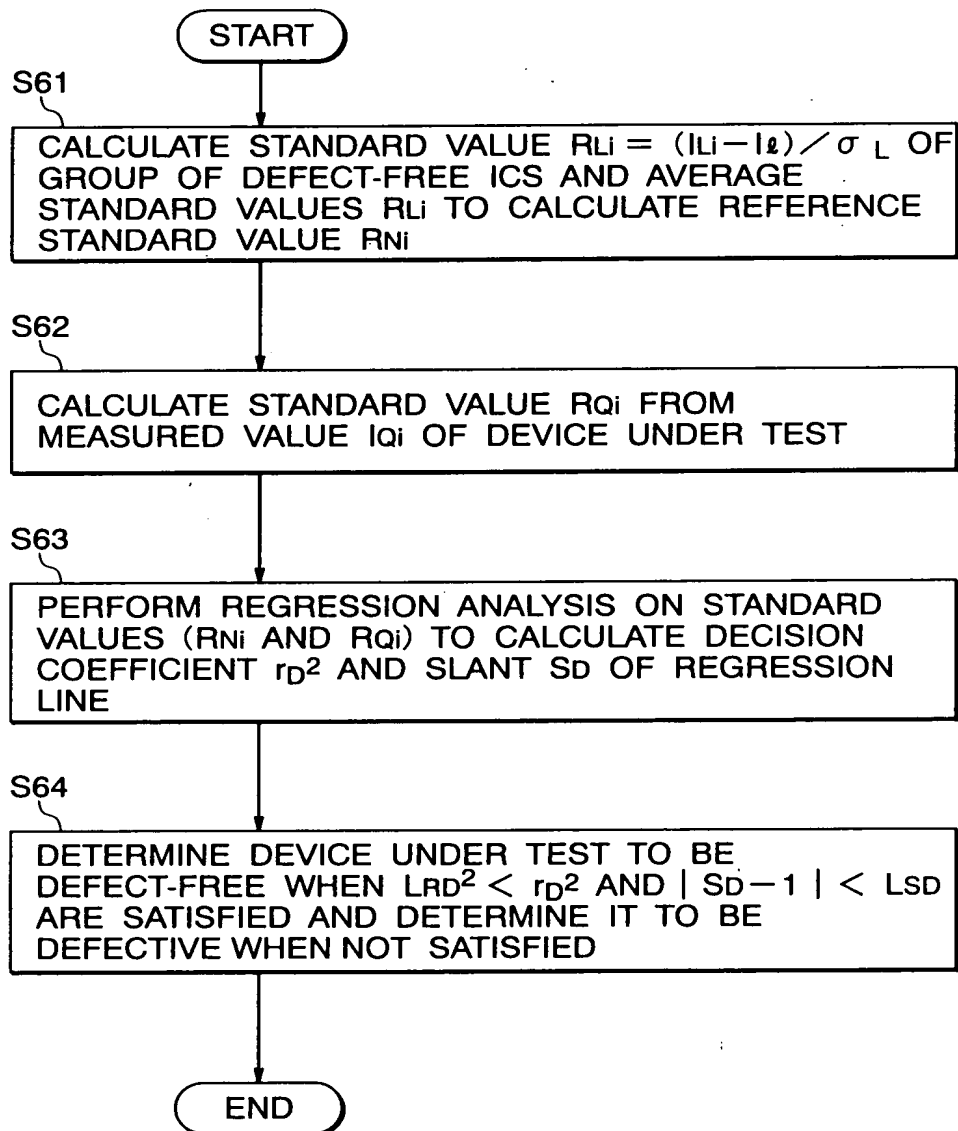 START
S61
CALCULATE STANDARD VALUE RLi = (ILi−Iℓ)/σL OF
GROUP OF DEFECT-FREE ICS AND AVERAGE
STANDARD VALUES RLi TO CALCULATE REFERENCE
STANDARD VALUE RNi
S62
CALCULATE STANDARD VALUE RQi FROM
MEASURED VALUE IQi OF DEVICE UNDER TEST
S63
PERFORM REGRESSION ANALYSIS ON STANDARD
VALUES (RNi AND RQi) TO CALCULATE DECISION
COEFFICIENT rD² AND SLANT SD OF REGRESSION
LINE
S64
DETERMINE DEVICE UNDER TEST TO BE
DEFECT-FREE WHEN LRD² < rD² AND | SD−1 | < LSD
ARE SATISFIED AND DETERMINE IT TO BE
DEFECTIVE WHEN NOT SATISFIED
END